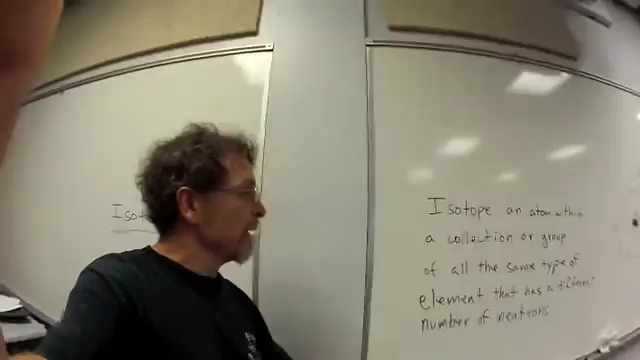 Isot
Isotope an atom within
a collection or group
of all the same type of
element that has a different
number of neutrons